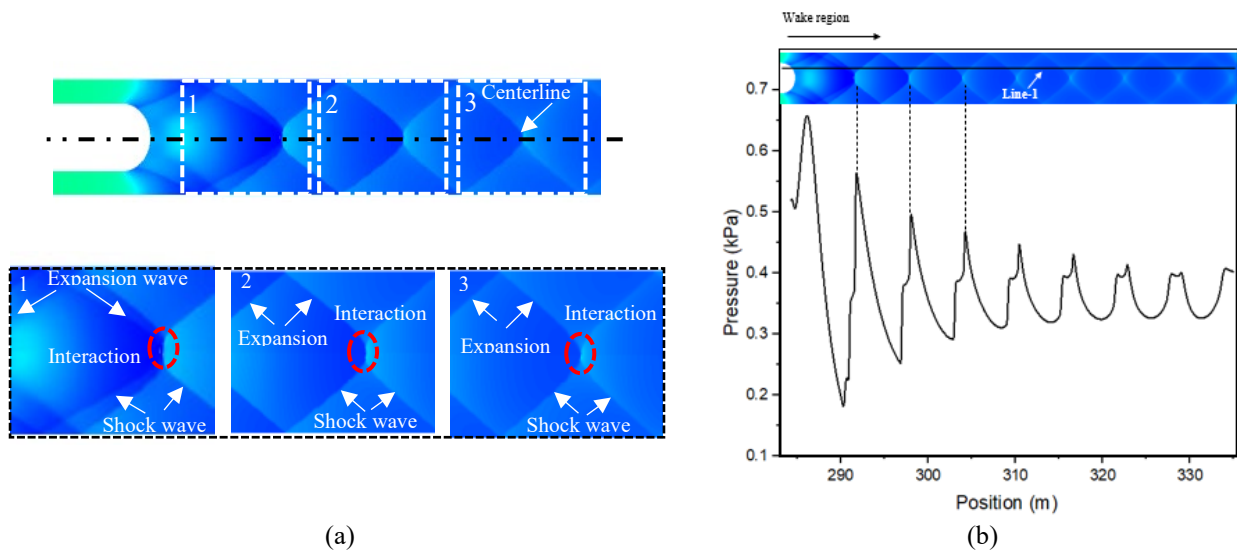 1
2
3
Centerline
1
Expansion wave
Interaction
Shock wave
2
Interaction
Expansion
Shock wave
3
Interaction
Expansion
Shock wave
(a)
Wake region
Line-1
Pressure (kPa)
0.7
0.6
0.5
0.4
0.3
0.2
0.1
290
300
310
320
330
Position (m)
(b)